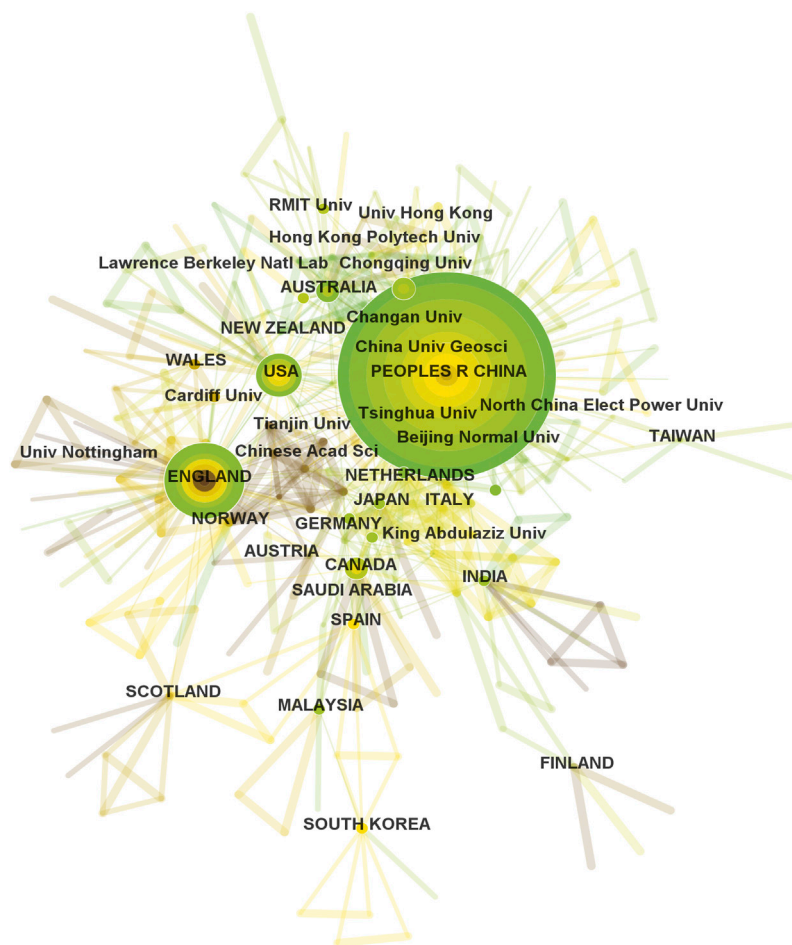 RMIT Univ
Univ Hong Kong
Hong Kong Polytech Univ
Lawrence Berkeley Natl Lab
Chongqing Univ
AUSTRALIA
Changan Univ
NEW ZEALAND
China Univ Geosci
WALES
USA
PEOPLES R CHINA
Cardiff Univ
North China Elect Power Univ
Tsinghua Univ
Tianjin Univ
Beijing Normal Univ
TAIWAN
Univ Nottingham
Chinese Acad Sci
ENGLAND
NETHERLANDS
JAPAN
ITALY
NORWAY
GERMANY
King Abdulaziz Univ
AUSTRIA
CANADA
INDIA
SAUDI ARABIA
SPAIN
SCOTLAND
MALAYSIA
FINLAND
SOUTH KOREA